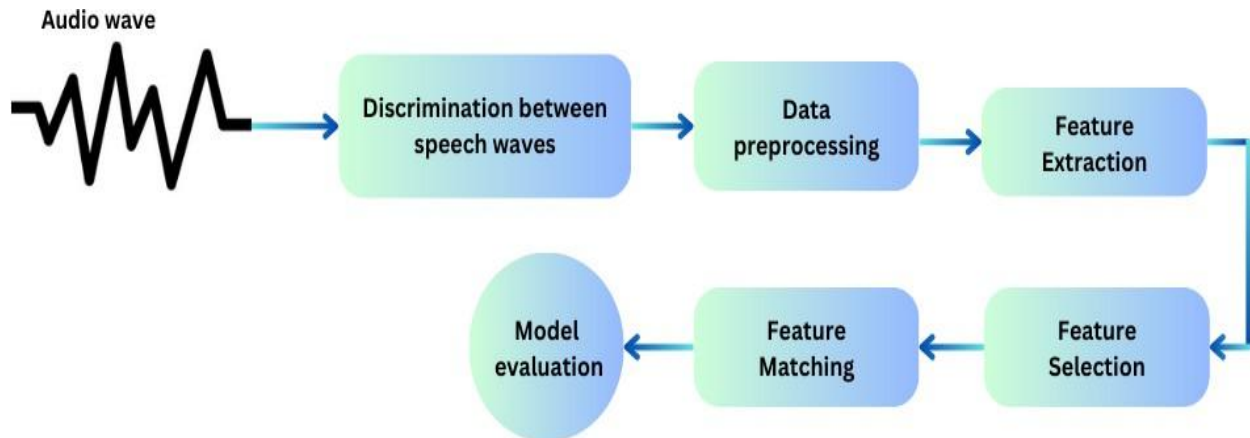 Audio wave
Discrimination between
speech waves
Data
preprocessing
Feature
Extraction
Feature
Selection
Feature
Matching
Model
evaluation